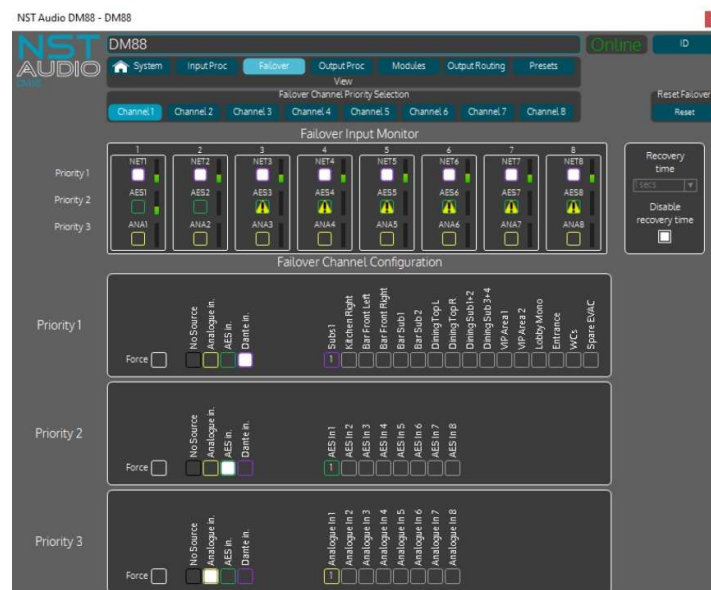 NST Audio DM88 - DM88
NST
AUDIO
DM88
DM88
Online
ID
System Input Proc Failover Output Proc Modules Output Routing Presets
View
Failover Channel Priority Selection
Reset Failover
Channel 1 Channel 2 Channel 3 Channel 4 Channel 5 Channel 6 Channel 7 Channel 8
Reset
Failover Input Monitor
1 2 3 4 5 6 7 8
Priority 1 NET1 NET2 NET3 NET4 NET5 NET6 NET7 NET8
Priority 2 AES1 AES2 AES3 AES4 AES5 AES6 AES7 AES8
Priority 3 ANA1 ANA2 ANA3 ANA4 ANA5 ANA6 ANA7 ANA8
Recovery
time
1 secs
Disable
recovery time
Failover Channel Configuration
Priority 1
Force
No Source
Analogue in.
AES in.
Dante in.
Subs 1
Kitchen Right
Bar Front Left
Bar Front Right
Bar Sub 1
Bar Sub 2
Dining Top L
Dining Top R
Dining Sub 1+2
Dining Sub 3+4
VIP Area 1
VIP Area 2
Lobby Mono
Entrance
WCs
Spare EVAC
1
Priority 2
Force
No Source
Analogue in.
AES in.
Dante in.
AES In 1
AES In 2
AES In 3
AES In 4
AES In 5
AES In 6
AES In 7
AES In 8
1
Priority 3
Force
No Source
Analogue in.
AES in.
Dante in.
Analogue In 1
Analogue In 2
Analogue In 3
Analogue In 4
Analogue In 5
Analogue In 6
Analogue In 7
Analogue In 8
1